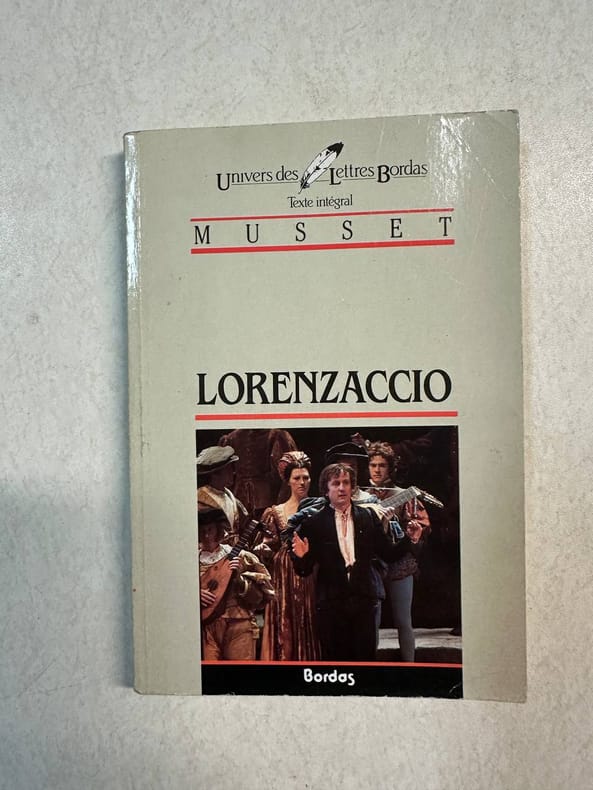 Univers des Lettres Bordas
Texte intégral
MUSSET
LORENZACCIO
Bordas